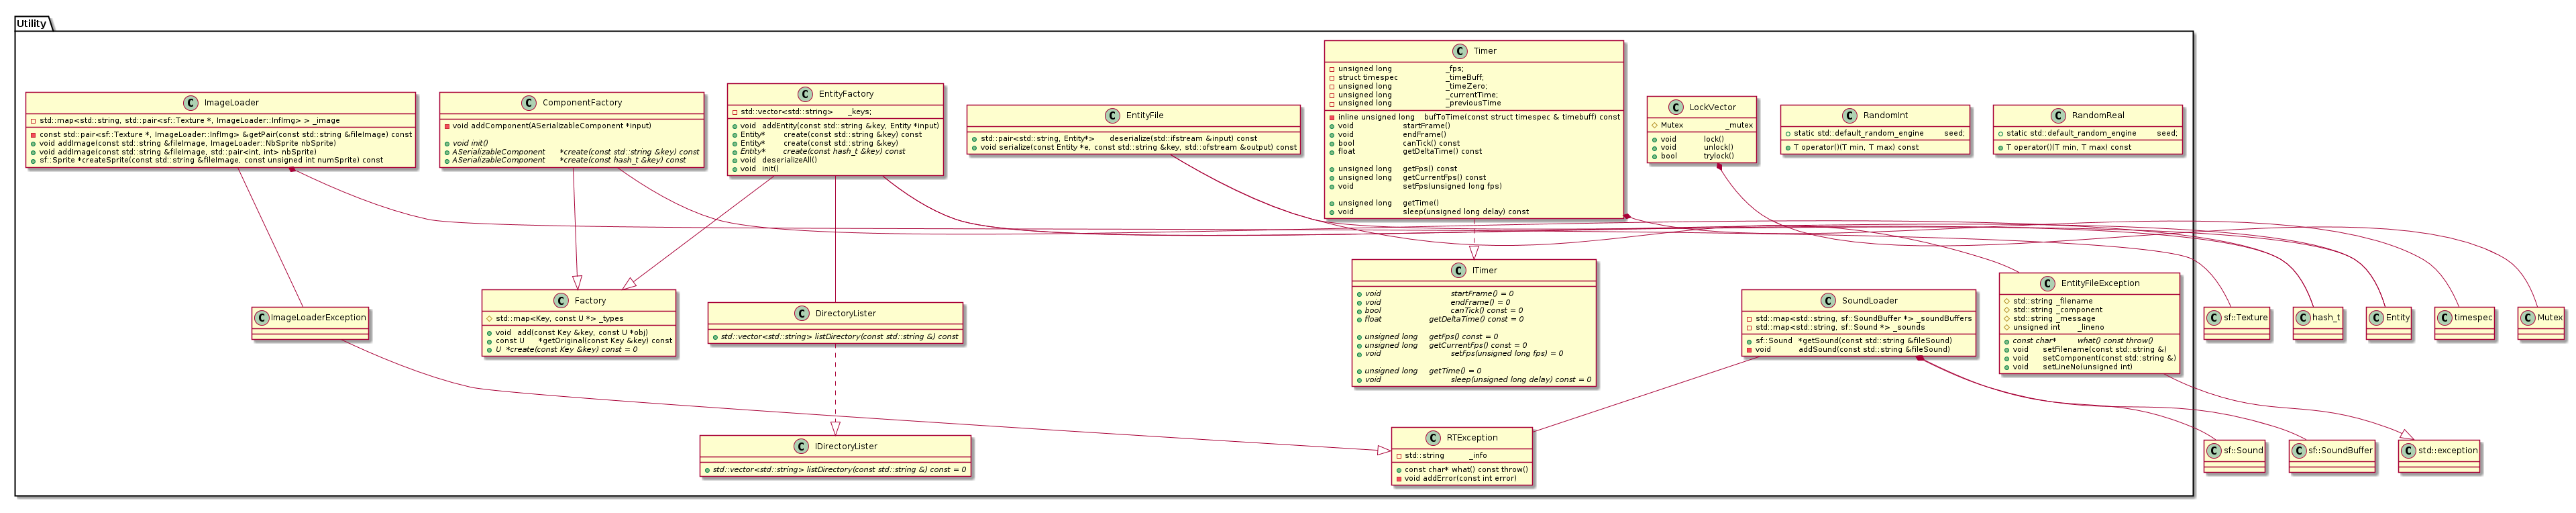 Utility
ImageLoader
std::map<std::string, std::pair<sf::Texture *, ImageLoader::InfImg> > _image
const std::pair<sf::Texture *, ImageLoader::InfImg> &getPair(const std::string &fileImage) const
void addImage(const std::string &fileImage, ImageLoader::NbSprite nbSprite)
void addImage(const std::string &fileImage, std::pair<int, int> nbSprite)
sf::Sprite *createSprite(const std::string &fileImage, const unsigned int numSprite) const
ComponentFactory
void addComponent(ASerializableComponent *input)
void init()
ASerializableComponent *create(const std::string &key) const
ASerializableComponent *create(const hash_t &key) const
EntityFactory
std::vector<std::string> _keys;
void addEntity(const std::string &key, Entity *input)
Entity* create(const std::string &key) const
Entity* create(const std::string &key)
Entity* create(const hash_t &key) const
void deserializeAll()
void init()
EntityFile
std::pair<std::string, Entity*> deserialize(std::ifstream &input) const
void serialize(const Entity *e, const std::string &key, std::ofstream &output) const
Timer
unsigned long _fps;
struct timespec _timeBuff;
unsigned long _timeZero;
unsigned long _currentTime;
unsigned long _previousTime
inline unsigned long bufToTime(const struct timespec & timebuff) const
void startFrame()
void endFrame()
bool canTick() const
float getDeltaTime() const
unsigned long getFps() const
unsigned long getCurrentFps() const
void setFps(unsigned long fps)
unsigned long getTime()
void sleep(unsigned long delay) const
LockVector
Mutex _mutex
void lock()
void unlock()
bool trylock()
RandomInt
static std::default_random_engine seed;
T operator()(T min, T max) const
RandomReal
static std::default_random_engine seed;
T operator()(T min, T max) const
ImageLoaderException
Factory
std::map<Key, const U *> _types
void add(const Key &key, const U *obj)
const U *getOriginal(const Key &key) const
U *create(const Key &key) const = 0
DirectoryLister
std::vector<std::string> listDirectory(const std::string &) const
ITimer
void startFrame() = 0
void endFrame() = 0
bool canTick() const = 0
float getDeltaTime() const = 0
unsigned long getFps() const = 0
unsigned long getCurrentFps() const = 0
void setFps(unsigned long fps) = 0
unsigned long getTime() = 0
void sleep(unsigned long delay) const = 0
SoundLoader
std::map<std::string, sf::SoundBuffer *> _soundBuffers
std::map<std::string, sf::Sound *> _sounds
sf::Sound *getSound(const std::string &fileSound)
void addSound(const std::string &fileSound)
EntityFileException
std::string _filename
std::string _component
std::string _message
unsigned int _lineno
const char* what() const throw()
void setFilename(const std::string &)
void setComponent(const std::string &)
void setLineNo(unsigned int)
sf::Texture
hash_t
Entity
timespec
Mutex
IDirectoryLister
std::vector<std::string> listDirectory(const std::string &) const = 0
RTException
std::string _info
const char* what() const throw()
void addError(const int error)
sf::Sound
sf::SoundBuffer
std::exception